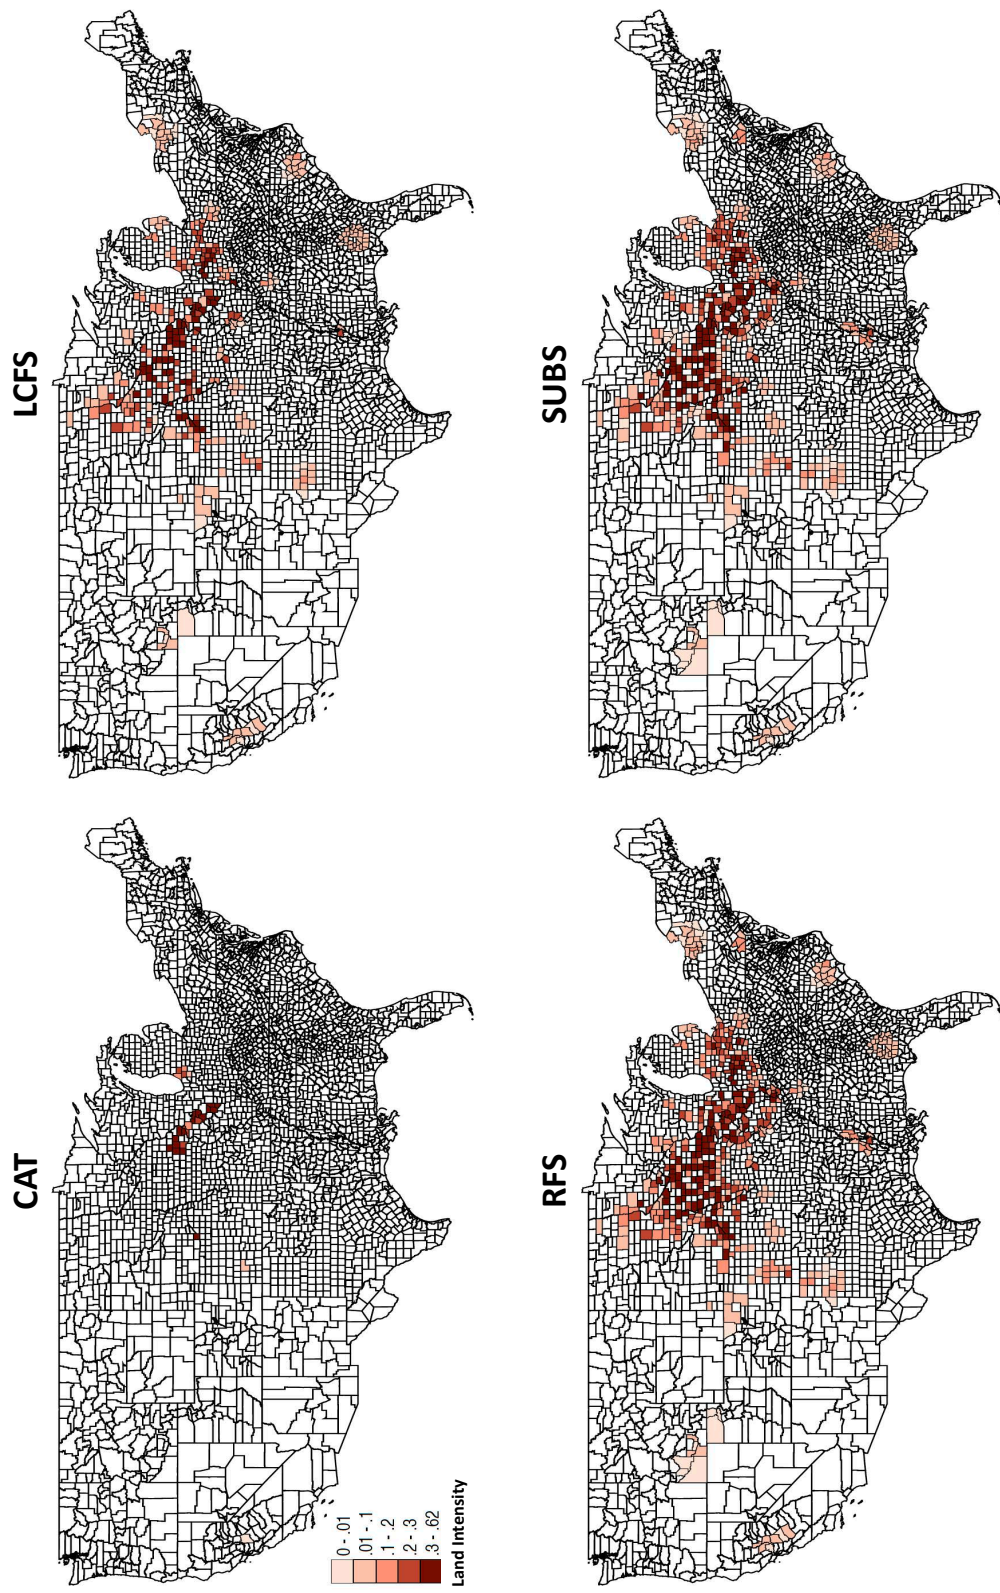 CAT
LCFS
0 - .01
.01 - .1
.1 - .2
.2 - .3
.3 - .62
Land Intensity
RFS
SUBS